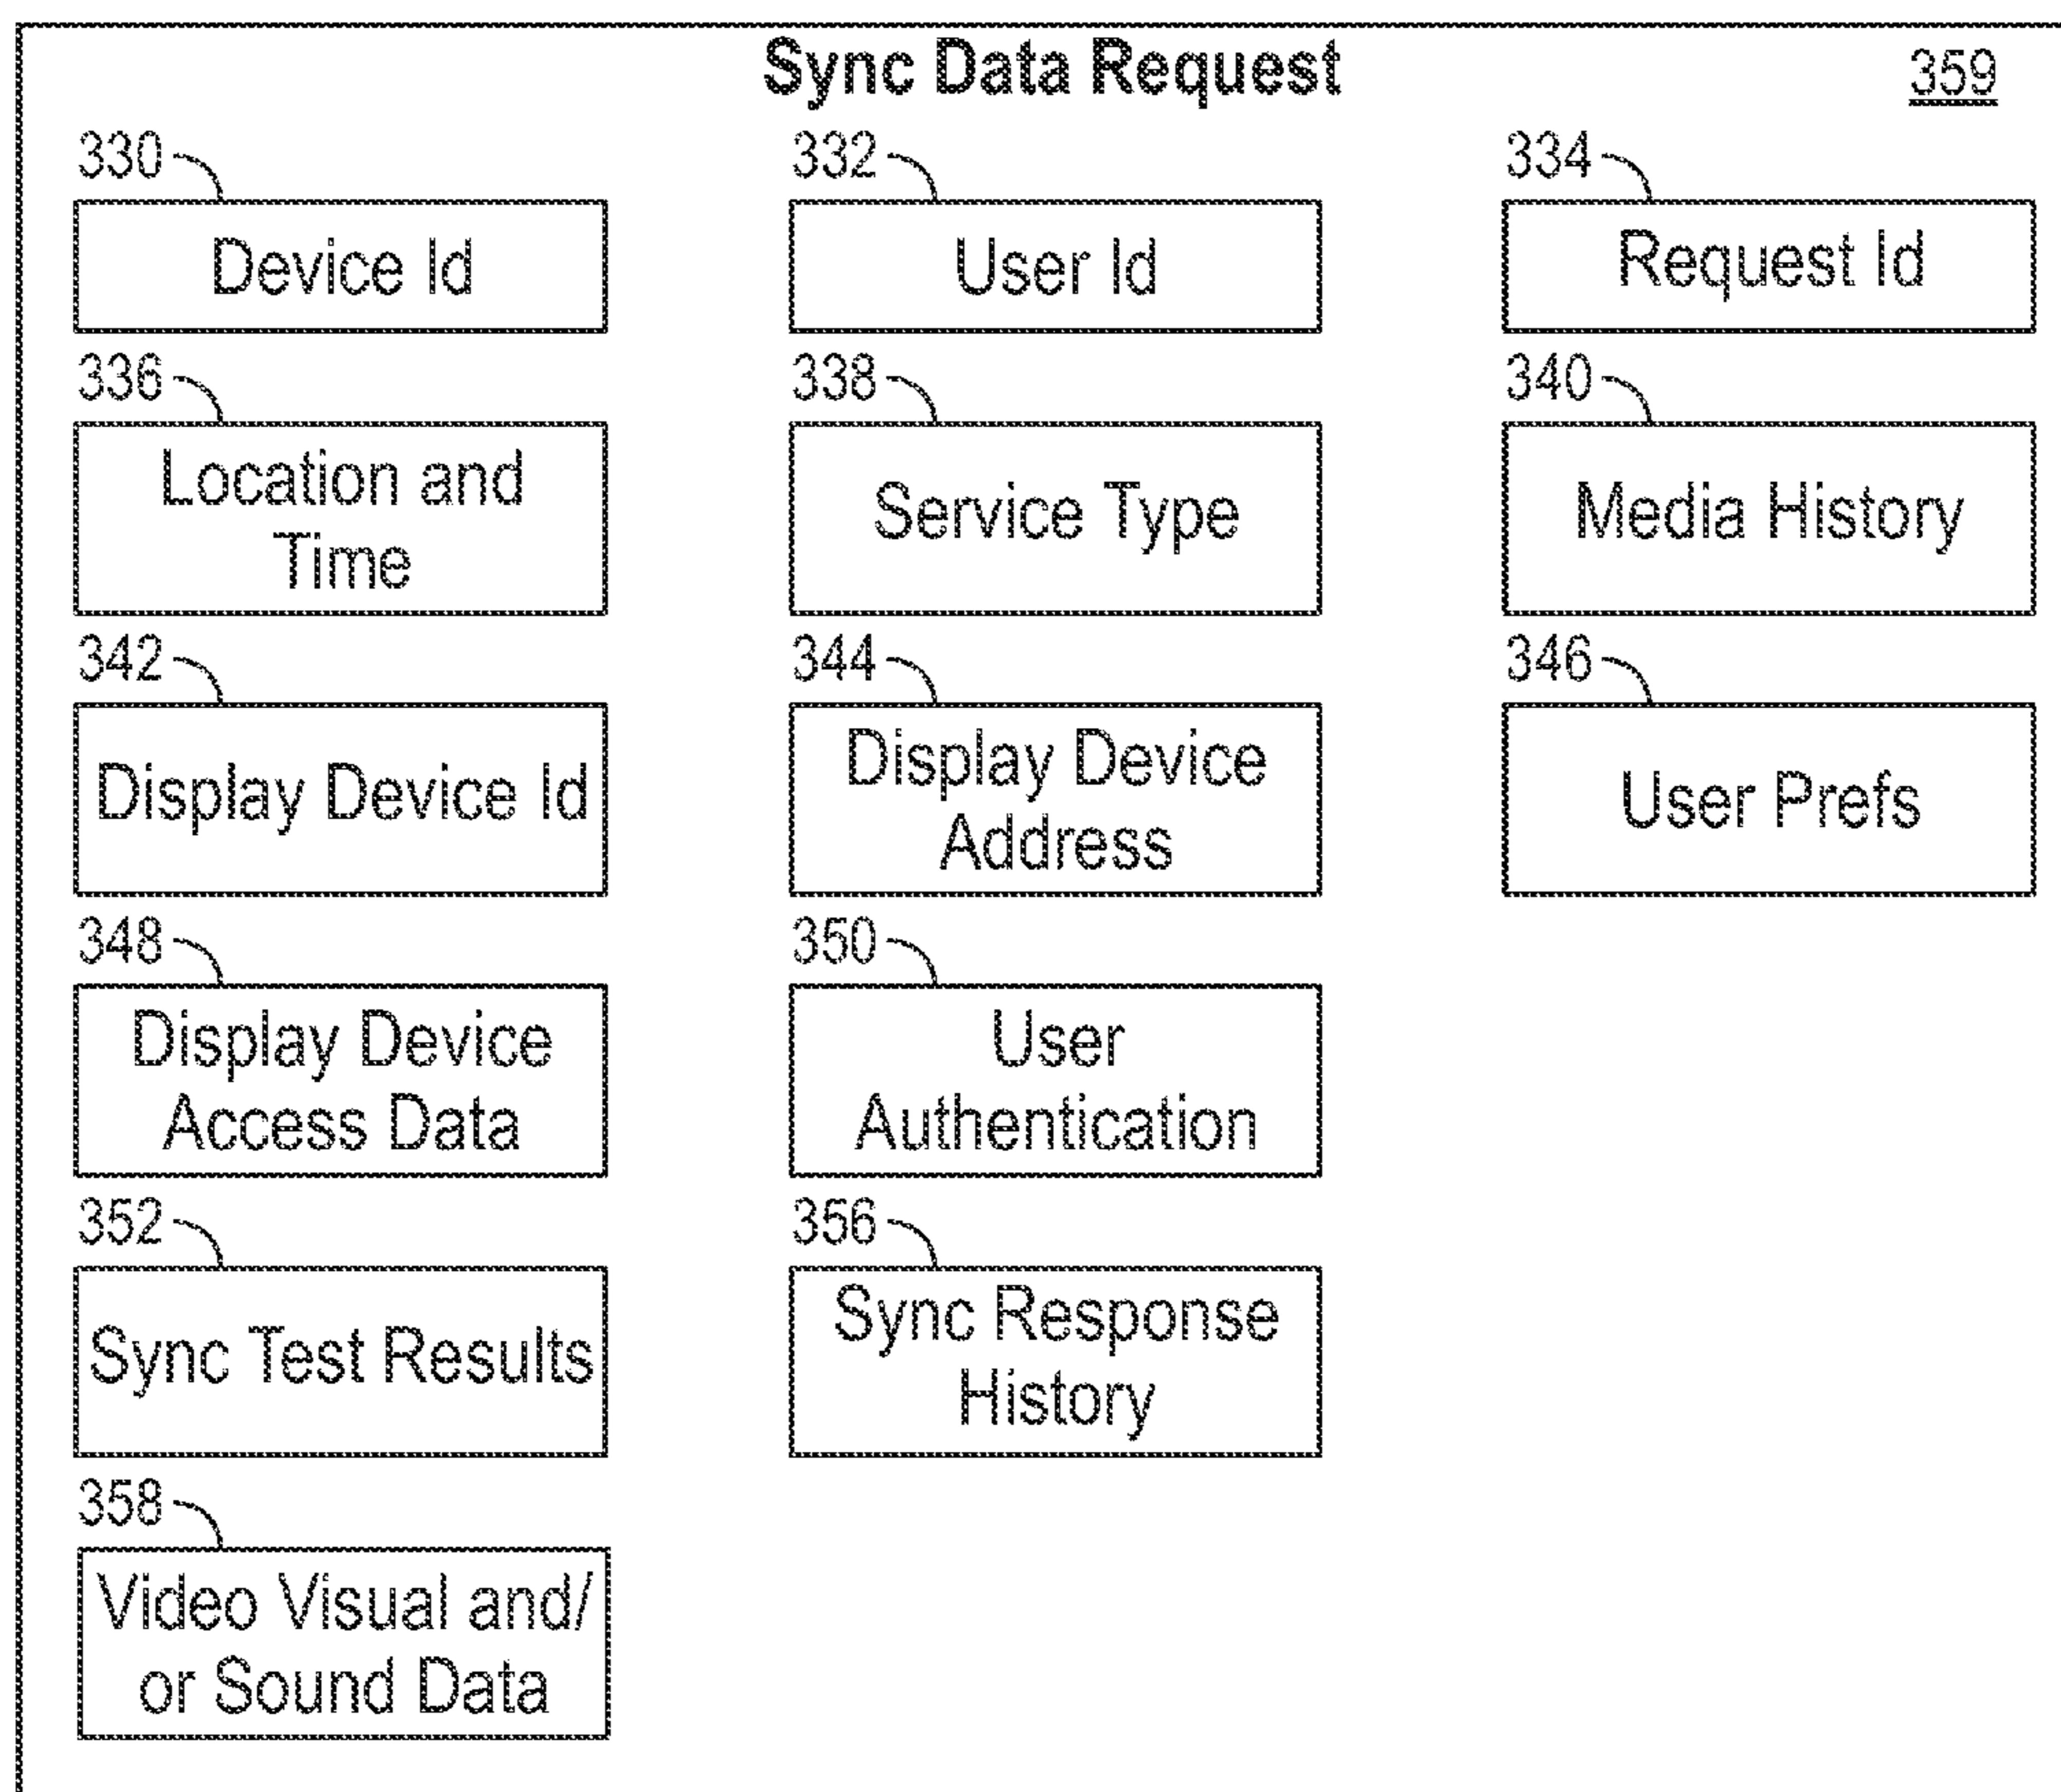 Sync Data Request
359
330
332
334
Device Id
User Id
Request Id
336
338
340
Location and
Time
Service Type
Media History
342
344
346
Display Device Id
Display Device
Address
User Prefs
348
350
Display Device
Access Data
User
Authentication
352
356
Sync Test Results
Sync Response
History
358
Video Visual and/
or Sound Data